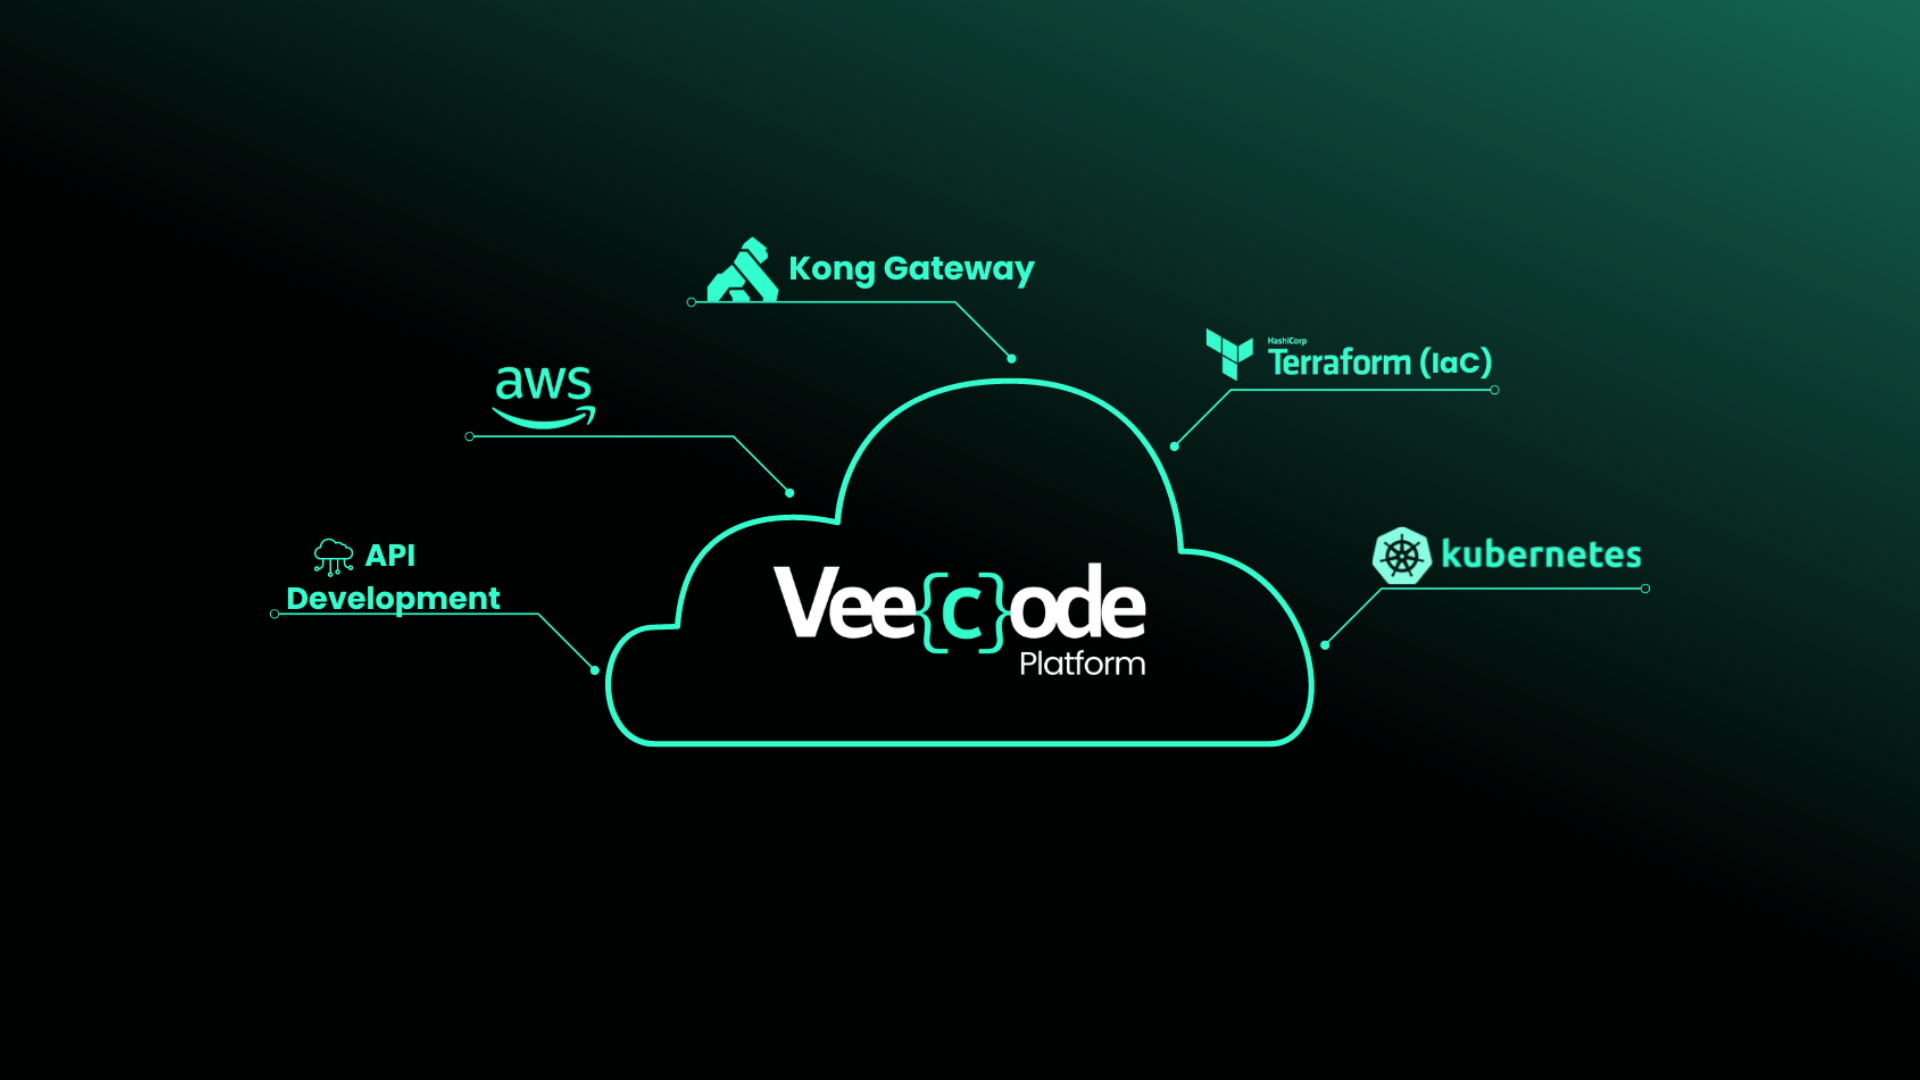 Kong Gateway
HashiCorp
Terraform (IaC)
aws
API
Development
kubernetes
Vee{c}ode
Platform